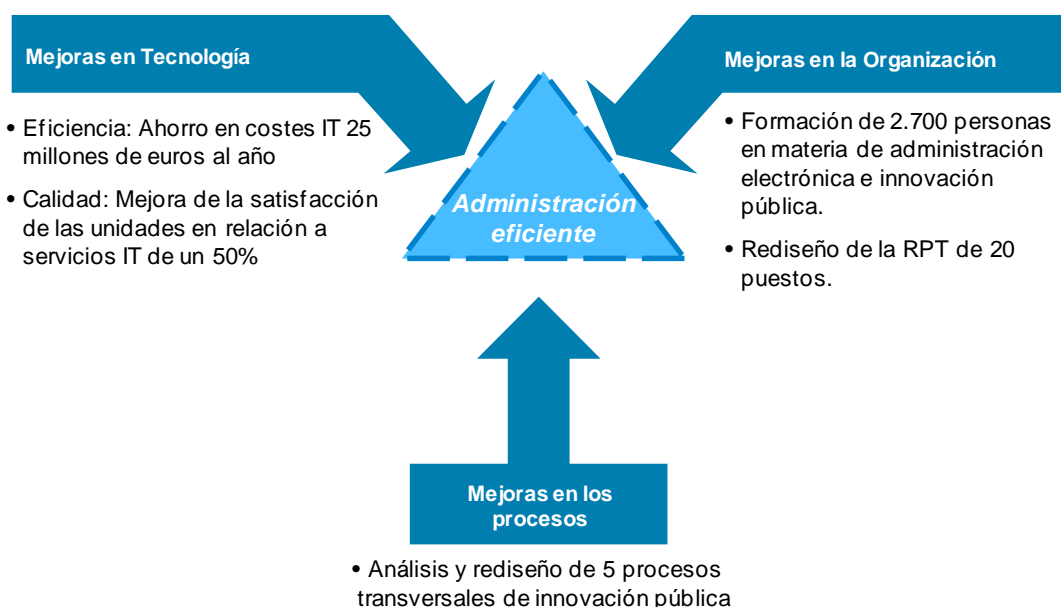 Mejoras en Tecnología
• Eficiencia: Ahorro en costes IT 25
millones de euros al año
• Calidad: Mejora de la satisfacción
de las unidades en relación a
servicios IT de un 50%
Administración
eficiente
Mejoras en la Organización
• Formación de 2.700 personas
en materia de administración
electrónica e innovación
pública.
• Rediseño de la RPT de 20
puestos.
Mejoras en los
procesos
• Análisis y rediseño de 5 procesos
transversales de innovación pública